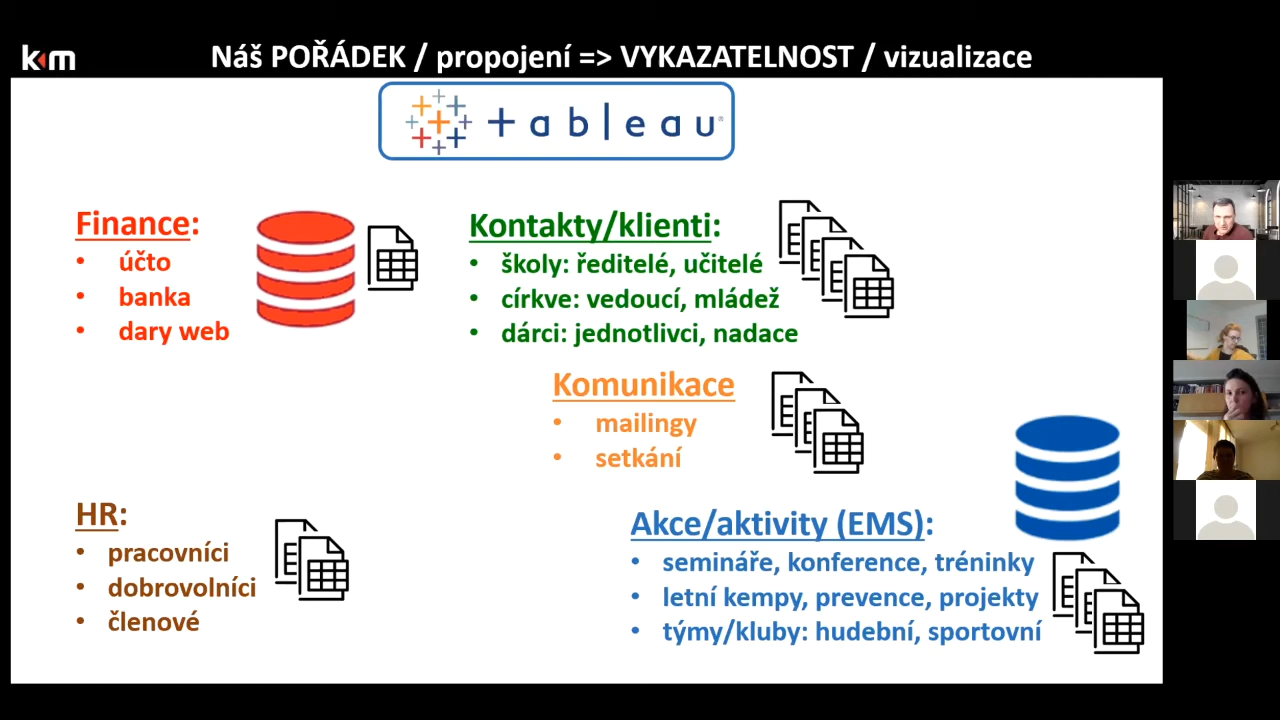 k‹m
Náš POŘÁDEK / propojení => VYKAZATELNOST / vizualizace
+ a b l e a u®
Finance:
• účto
• banka
• dary web
Kontakty/klienti:
• školy: ředitelé, učitelé
• církve: vedoucí, mládež
• dárci: jednotlivci, nadace
Komunikace
• mailingy
• setkání
HR:
• pracovníci
• dobrovolníci
• členové
Akce/aktivity (EMS):
• semináře, konference, tréninky
• letní kempy, prevence, projekty
• týmy/kluby: hudební, sportovní